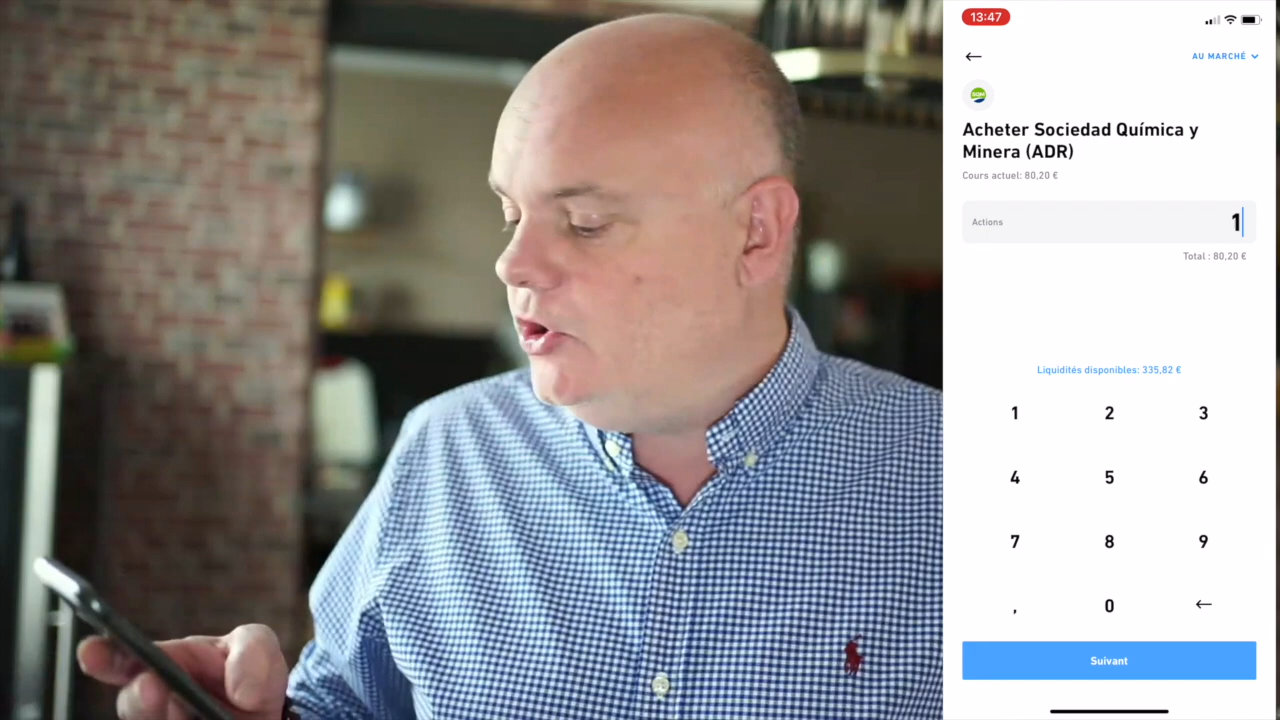 13:47
AU MARCHÉ
SQM
Acheter Sociedad Química y
Minera (ADR)
Cours actuel: 80,20 €
Actions
1
Total : 80,20 €
Liquidités disponibles: 335,82 €
1 2 3
4 5 6
7 8 9
, 0
Suivant